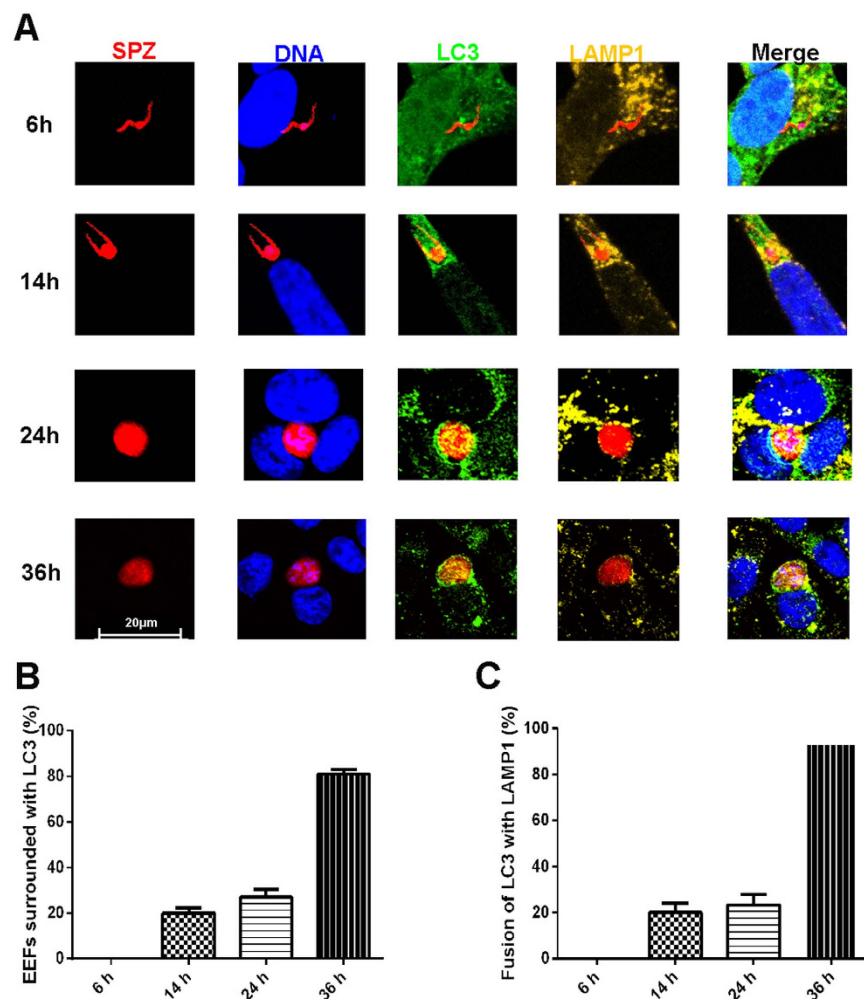 A
SPZ DNA LC3 LAMP1 Merge
6h
14h
24h
36h
20µm
B
EEFs surrounded with LC3 (%)
100
80
60
40
20
0
6 h 14 h 24 h 36 h
C
Fusion of LC3 with LAMP1 (%)
100
80
60
40
20
0
6 h 14 h 24 h 36 h